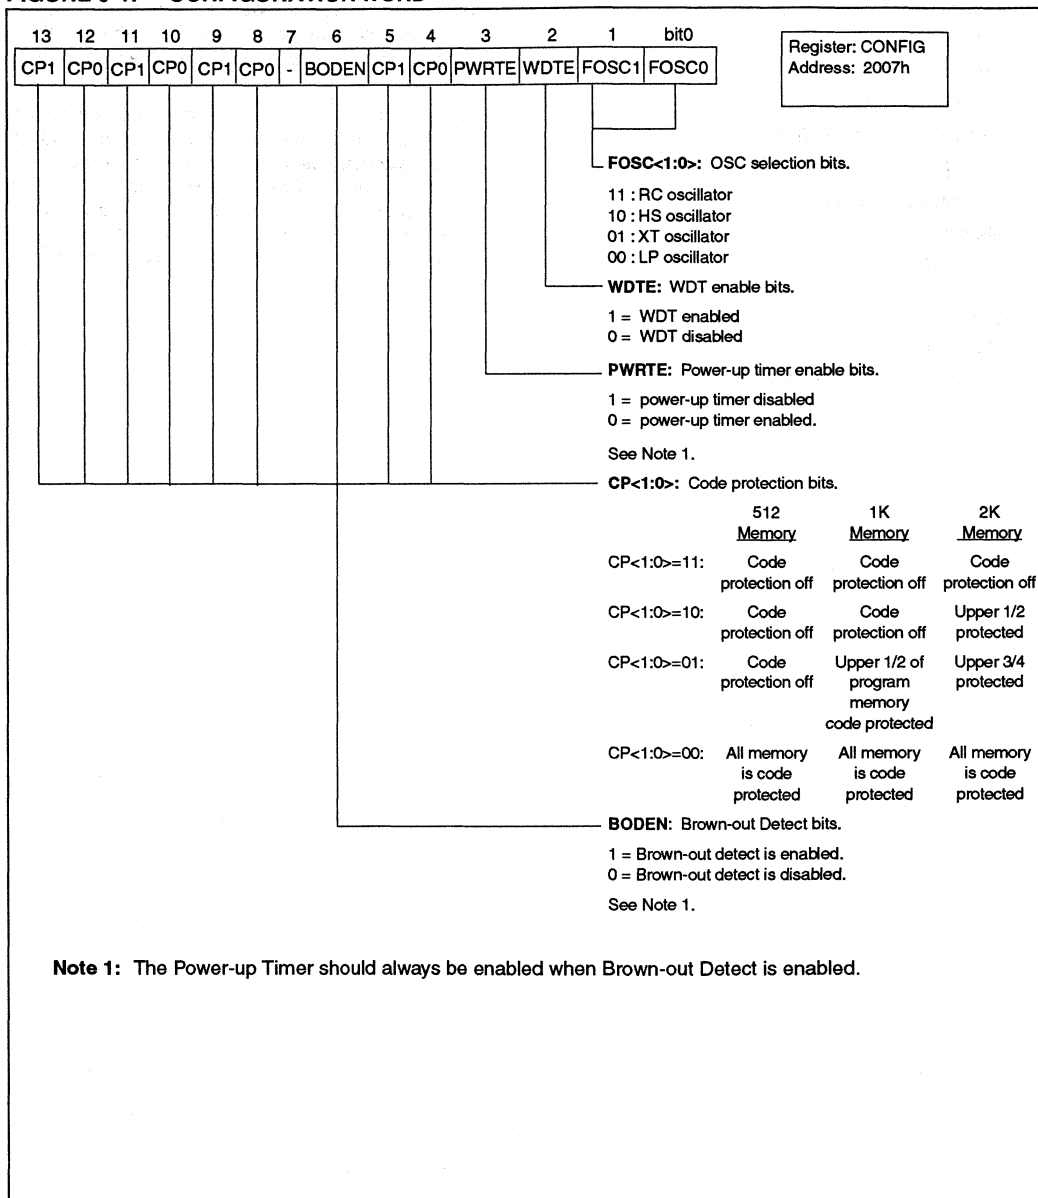 13 12 11 10 9 8 7 6 5 4 3 2 1 bit0
CP1 CP0 CP1 CP0 CP1 CP0 - BODEN CP1 CP0 PWRTE WDTE FOSC1 FOSC0
Register: CONFIG
Address: 2007h
FOSC<1:0>: OSC selection bits.
11 : RC oscillator
10 : HS oscillator
01 : XT oscillator
00 : LP oscillator
WDTE: WDT enable bits.
1 = WDT enabled
0 = WDT disabled
PWRTE: Power-up timer enable bits.
1 = power-up timer disabled
0 = power-up timer enabled.
See Note 1.
CP<1:0>: Code protection bits.
512 1K 2K
Memory Memory Memory
CP<1:0>=11: Code Code Code
protection off protection off protection off
CP<1:0>=10: Code Code Upper 1/2
protection off protection off protected
CP<1:0>=01: Code Upper 1/2 of Upper 3/4
protection off program protected
memory
code protected
CP<1:0>=00: All memory All memory All memory
is code is code is code
protected protected protected
BODEN: Brown-out Detect bits.
1 = Brown-out detect is enabled.
0 = Brown-out detect is disabled.
See Note 1.
Note 1: The Power-up Timer should always be enabled when Brown-out Detect is enabled.